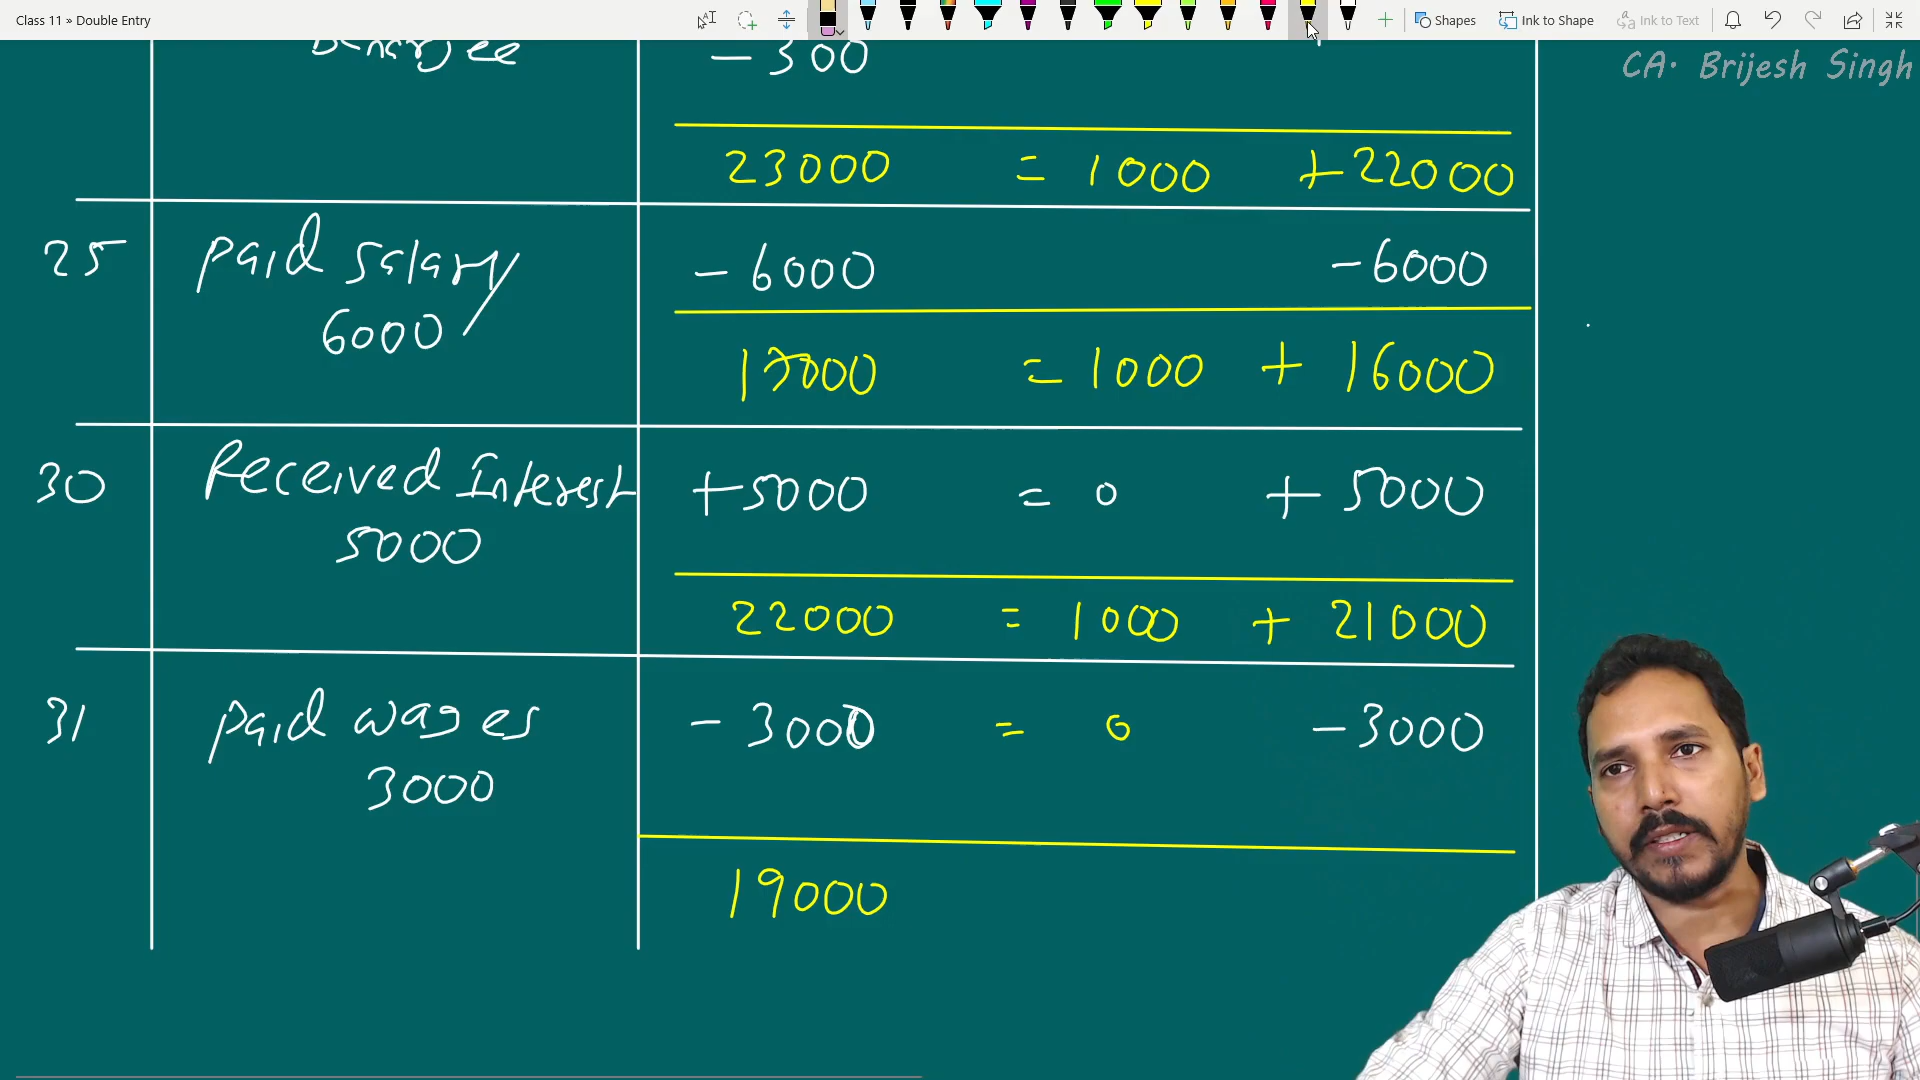 Class 11 » Double Entry
Shapes
Ink to Shape
Ink to Text
CA. Brijesh Singh
- 300
23000 = 1000 + 22000
25 paid salary - 6000 - 6000
6000
17000 = 1000 + 16000
30 Received Interest +5000 = 0 + 5000
5000
22000 = 1000 + 21000
31 paid wages - 3000 = 0 - 3000
3000
19000